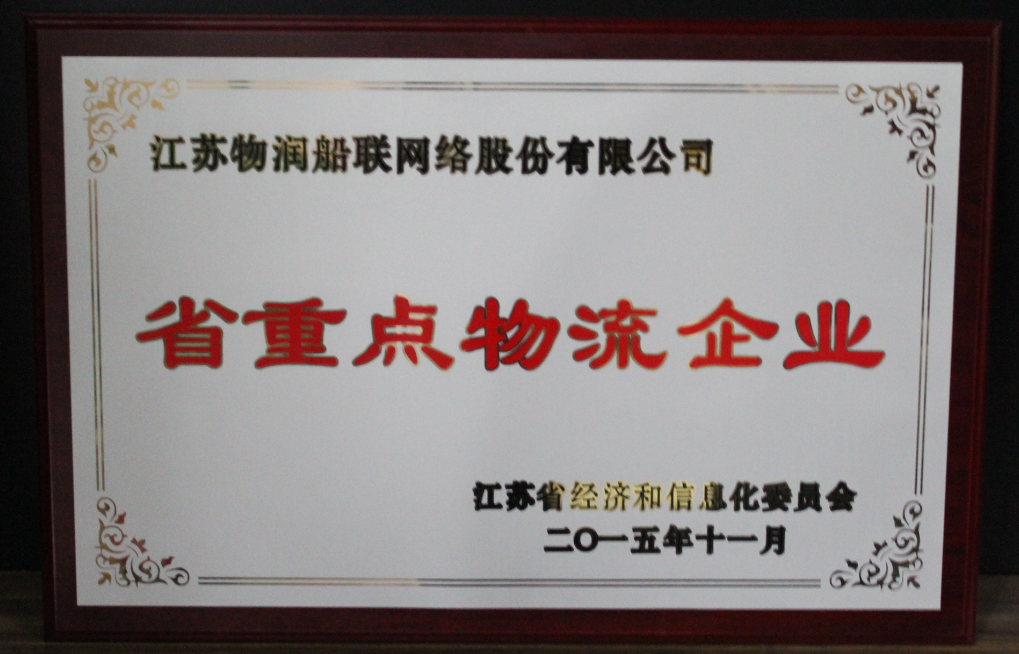 江苏物润船联网络股份有限公司
省重点物流企业
江苏省经济和信息化委员会
二〇一五年十一月